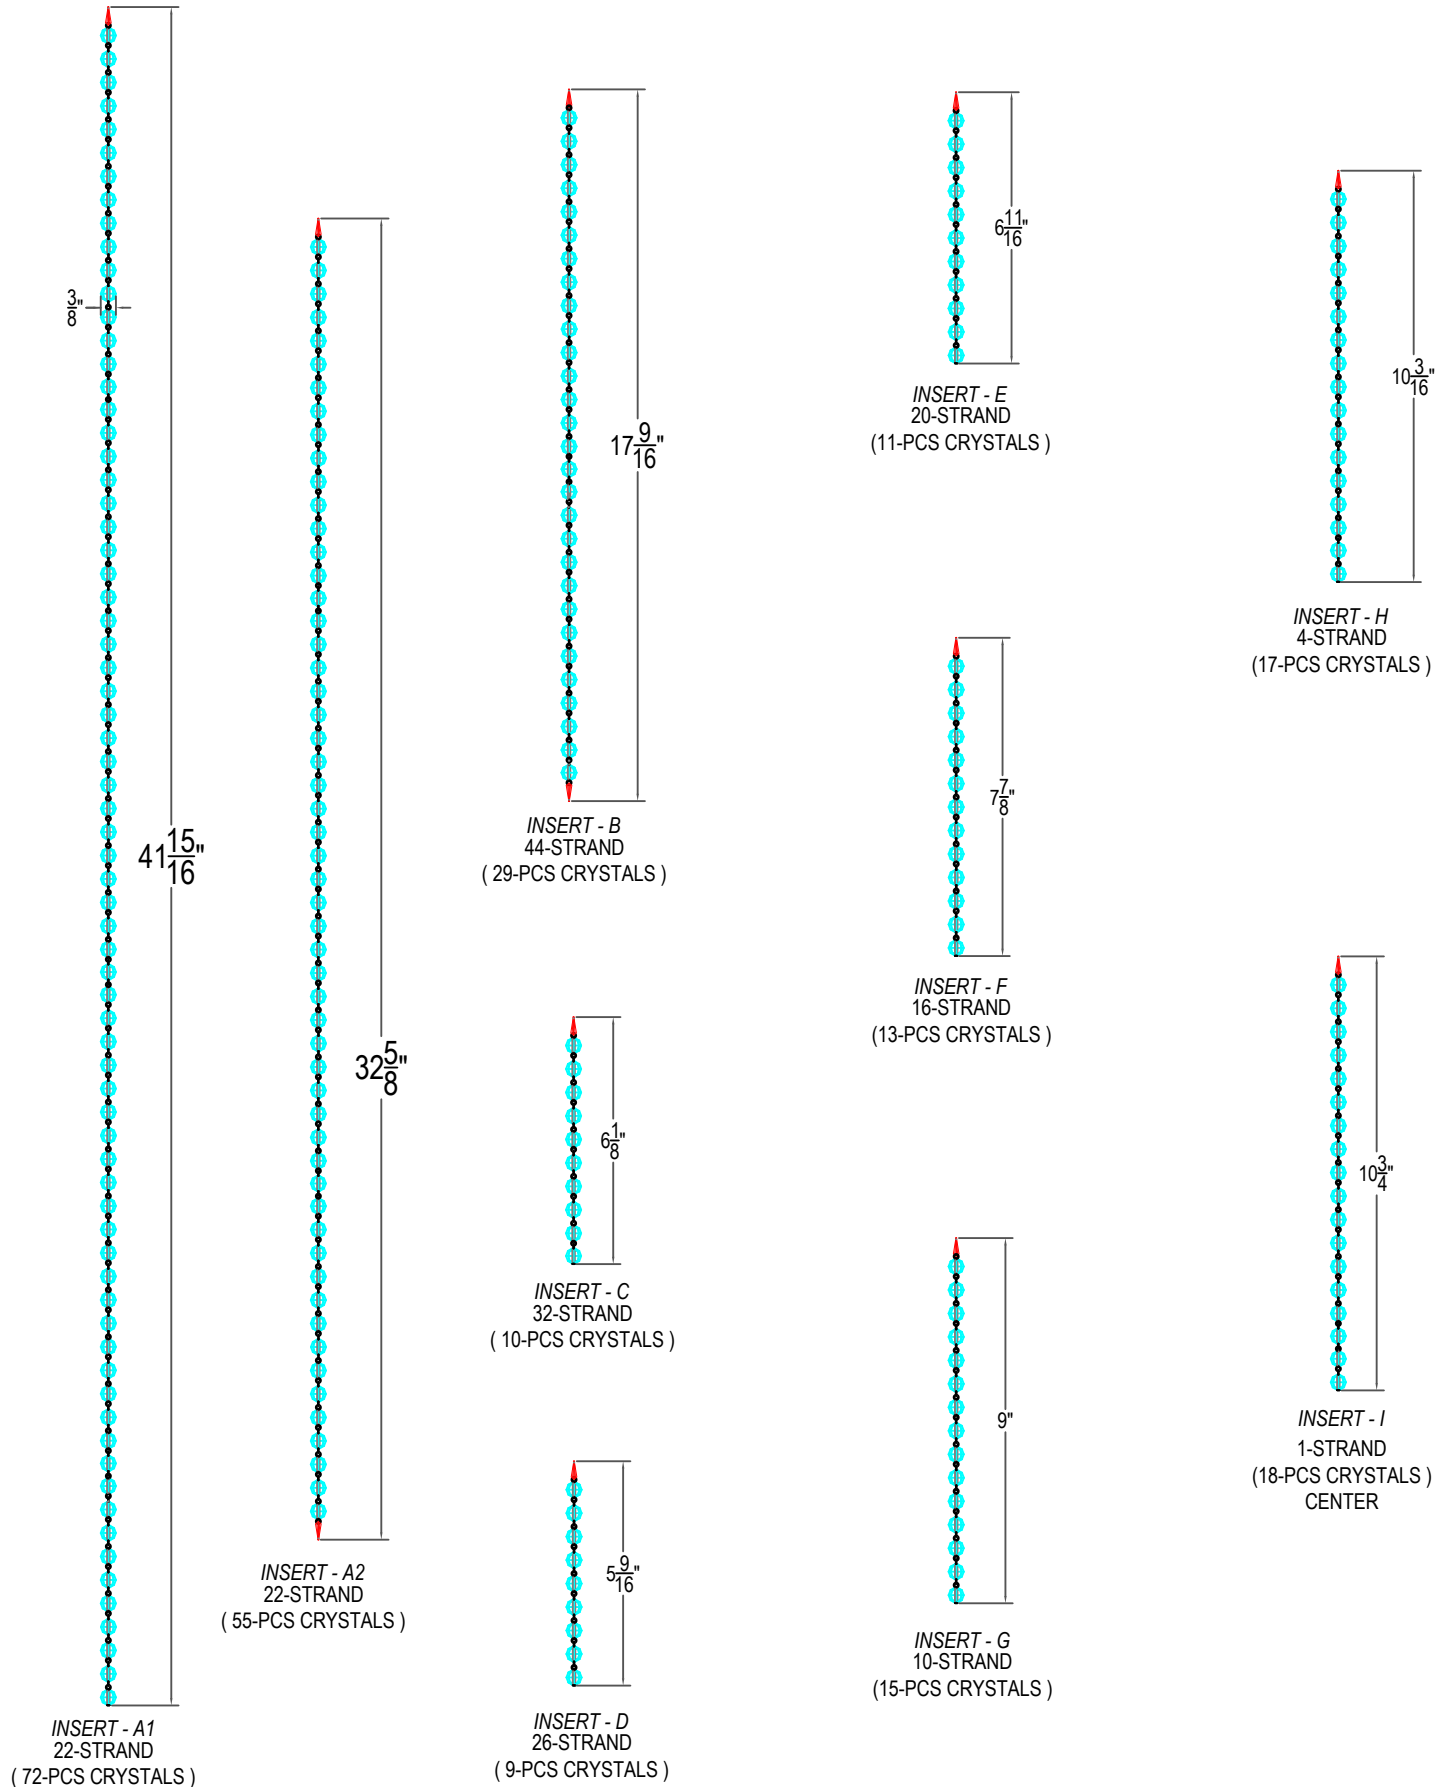 3/8"
41 15/16"
INSERT - A1
22-STRAND
( 72-PCS CRYSTALS )
32 5/8"
INSERT - A2
22-STRAND
( 55-PCS CRYSTALS )
17 9/16"
INSERT - B
44-STRAND
( 29-PCS CRYSTALS )
6 1/8"
INSERT - C
32-STRAND
( 10-PCS CRYSTALS )
5 9/16"
INSERT - D
26-STRAND
( 9-PCS CRYSTALS )
6 11/16"
INSERT - E
20-STRAND
(11-PCS CRYSTALS )
7 7/8"
INSERT - F
16-STRAND
(13-PCS CRYSTALS )
9"
INSERT - G
10-STRAND
(15-PCS CRYSTALS )
10 3/16"
INSERT - H
4-STRAND
(17-PCS CRYSTALS )
10 3/4"
INSERT - I
1-STRAND
(18-PCS CRYSTALS )
CENTER